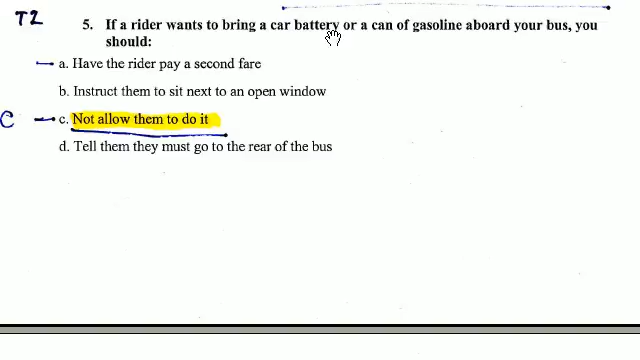 T2
5. If a rider wants to bring a car battery or a can of gasoline aboard your bus, you
should:
a. Have the rider pay a second fare
b. Instruct them to sit next to an open window
C c. Not allow them to do it
d. Tell them they must go to the rear of the bus